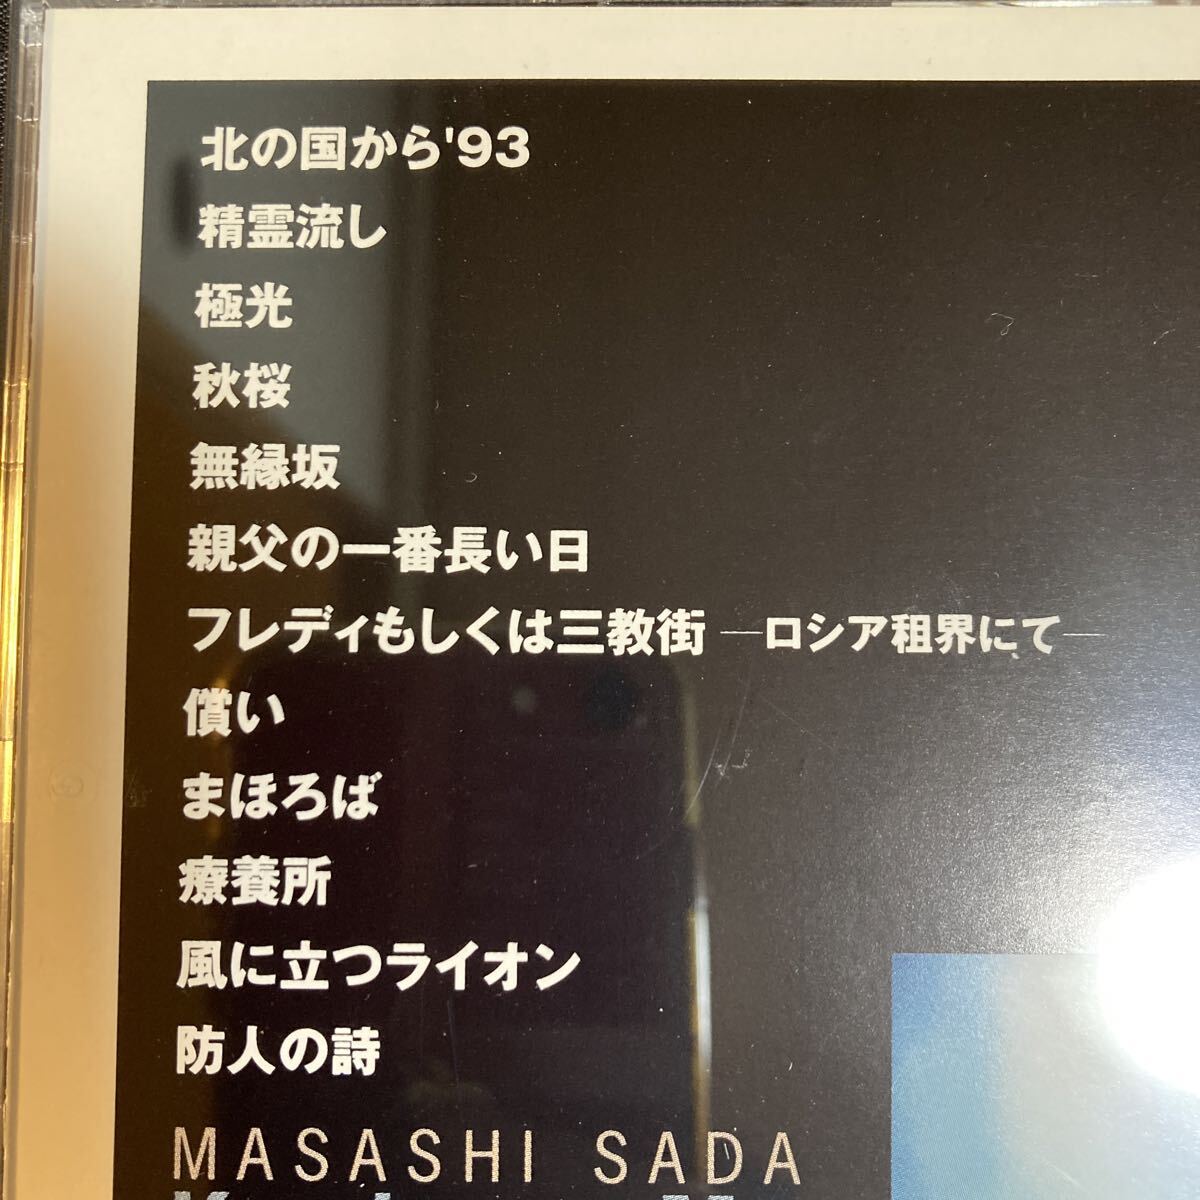 北の国から'93
精霊流し
極光
秋桜
無縁坂
親父の一番長い日
フレディもしくは三教街 ―ロシア租界にて―
償い
まほろば
療養所
風に立つライオン
防人の詩
MASASHI SADA